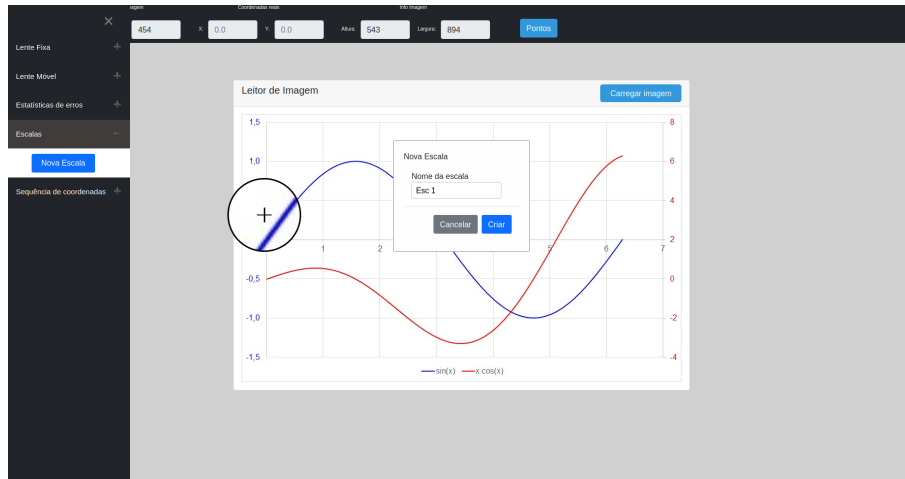 Coordenadas reais
Info Imagem
454
X: 0.0
Y: 0.0
Altura: 543
Largura: 894
Pontos
×
Lente Fixa +
Lente Móvel +
Estatísticas de erros +
Escalas −
Nova Escala
Sequência de coordenadas +
Leitor de Imagem
Carregar imagem
1,5
8
1,0
6
4
1
2
5
6
7
2
-0,5
0
-1,0
-2
-1,5
-4
sin(x)
x cos(x)
Nova Escala
Nome da escala
Esc 1
Cancelar
Criar